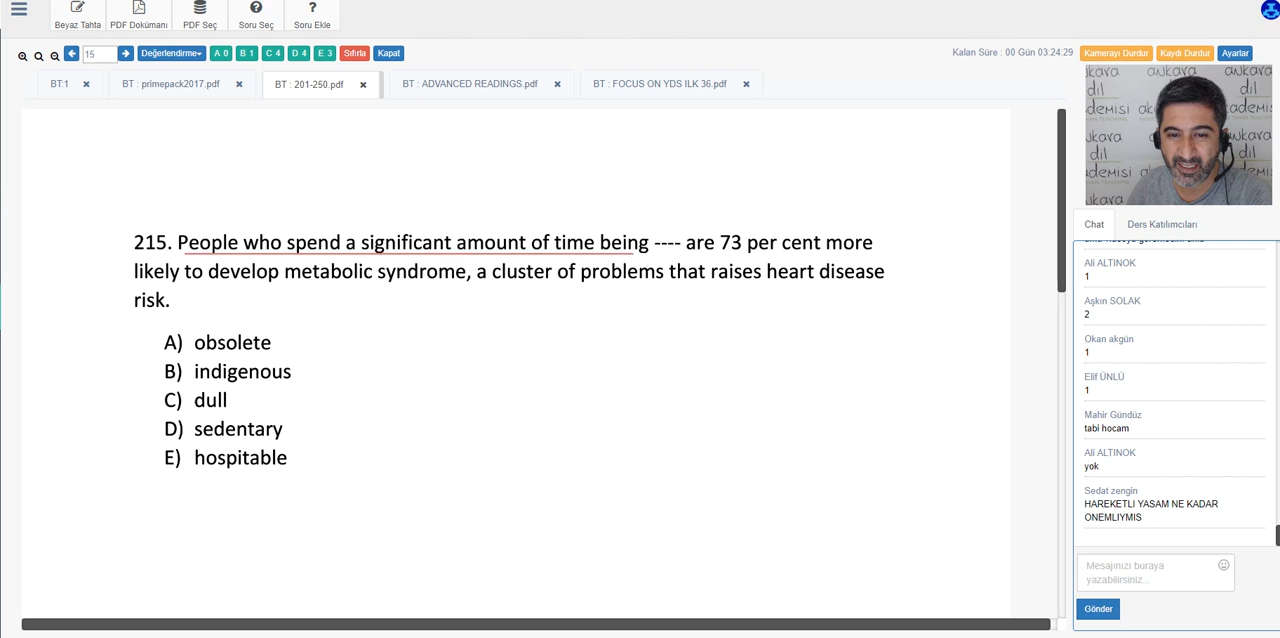 Beyaz Tahta PDF Dokümanı PDF Seç Soru Seç Soru Ekle
15 Değerlendirme A 0 B 1 C 4 D 4 E 3 Sıfırla Kapat
Kalan Süre : 00 Gün 03:24:29 Kamerayı Durdur Kaydı Durdur Ayarlar
BT:1 BT : primepack2017.pdf BT : 201-250.pdf BT : ADVANCED READINGS.pdf BT : FOCUS ON YDS ILK 36.pdf
215. People who spend a significant amount of time being ---- are 73 per cent more
likely to develop metabolic syndrome, a cluster of problems that raises heart disease
risk.
A) obsolete
B) indigenous
C) dull
D) sedentary
E) hospitable
ankara
dil
Chat Ders Katılımcıları
Ali ALTINOK
1
Aşkın SOLAK
2
Okan akgün
1
Elif ÜNLÜ
1
Mahir Gündüz
tabi hocam
Ali ALTINOK
yok
Sedat zengin
HAREKETLI YASAM NE KADAR
ONEMLIYMIS
Mesajınızı buraya
yazabilirsiniz...
Gönder